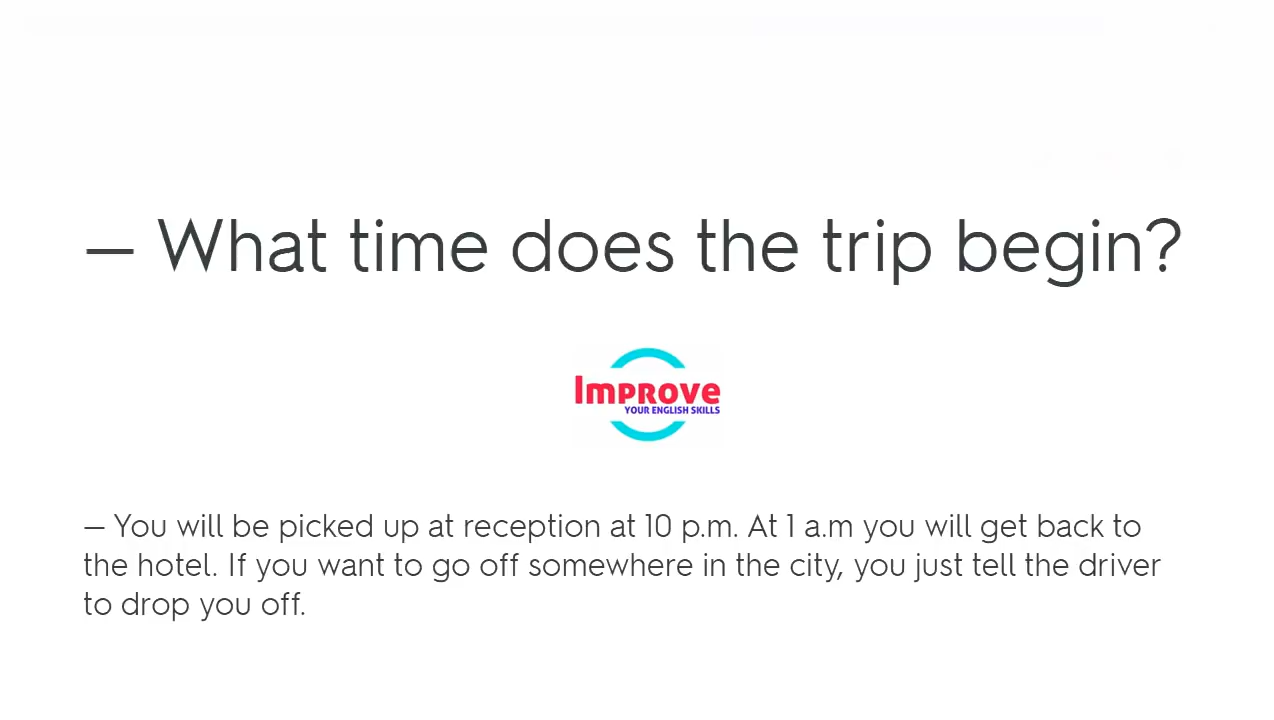 — What time does the trip begin?
Improve
YOUR ENGLISH SKILLS
— You will be picked up at reception at 10 p.m. At 1 a.m you will get back to
the hotel. If you want to go off somewhere in the city, you just tell the driver
to drop you off.